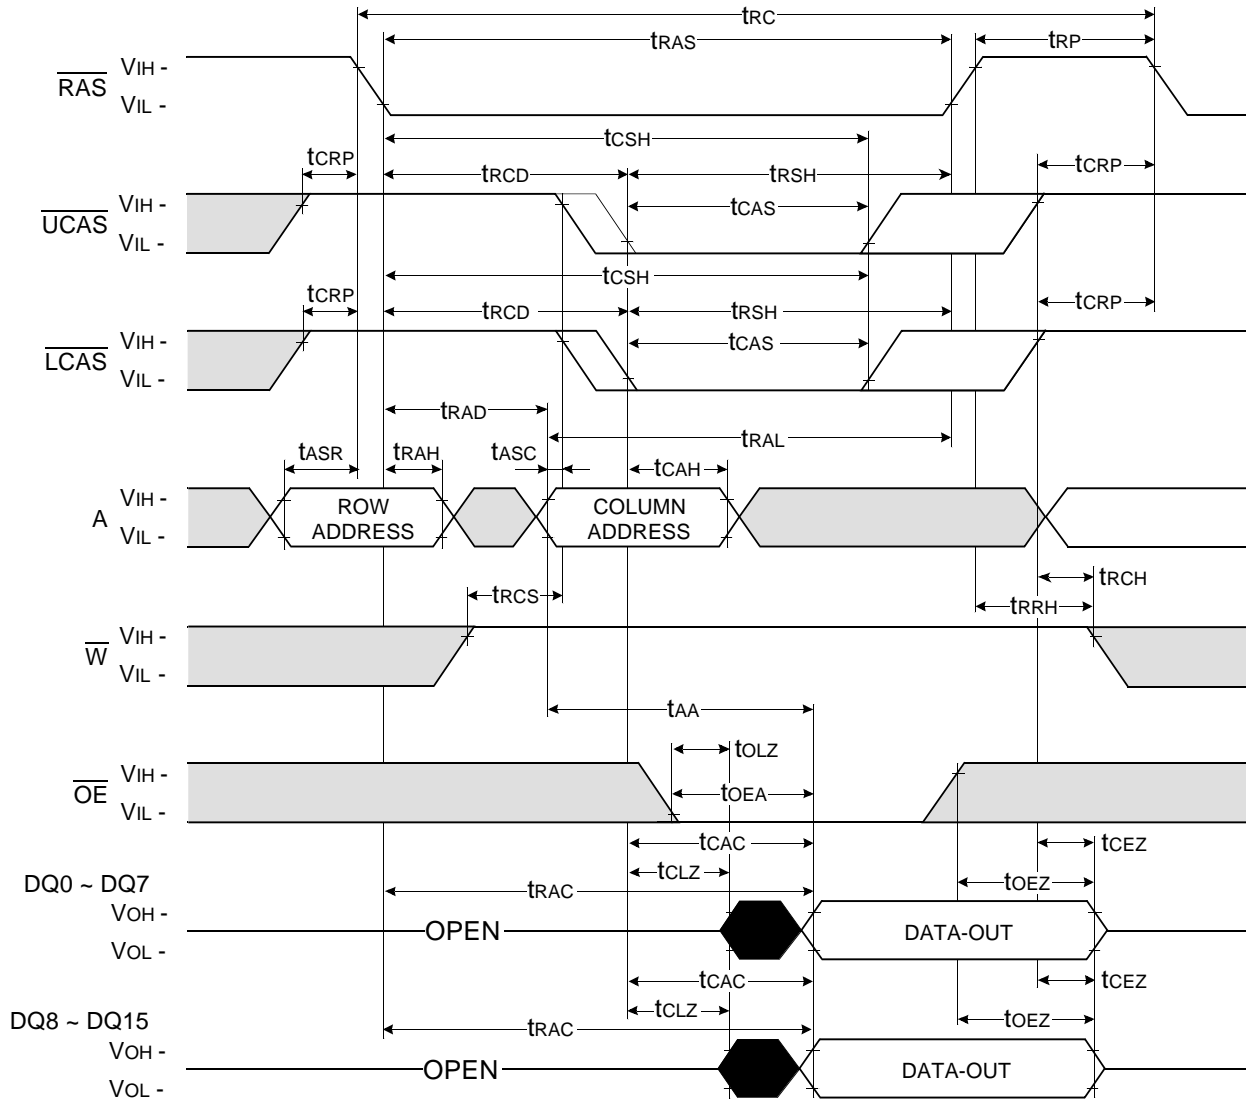 tRC
tRAS
tRP
RAS
VIH -
VIL -
tCSH
tCRP
tRCD
tRSH
tCRP
UCAS
VIH -
VIL -
tCAS
tCSH
tCRP
tRCD
tRSH
tCRP
LCAS
VIH -
VIL -
tCAS
tRAD
tRAL
tASR
tRAH
tASC
tCAH
A
VIH -
VIL -
ROW
ADDRESS
COLUMN
ADDRESS
tRCH
tRCS
tRRH
W
VIH -
VIL -
tAA
tOLZ
OE
VIH -
VIL -
tOEA
tCAC
tCEZ
tCLZ
DQ0 ~ DQ7
tRAC
tOEZ
VOH -
VOL -
OPEN
DATA-OUT
tCAC
tCEZ
tCLZ
DQ8 ~ DQ15
tRAC
tOEZ
VOH -
VOL -
OPEN
DATA-OUT